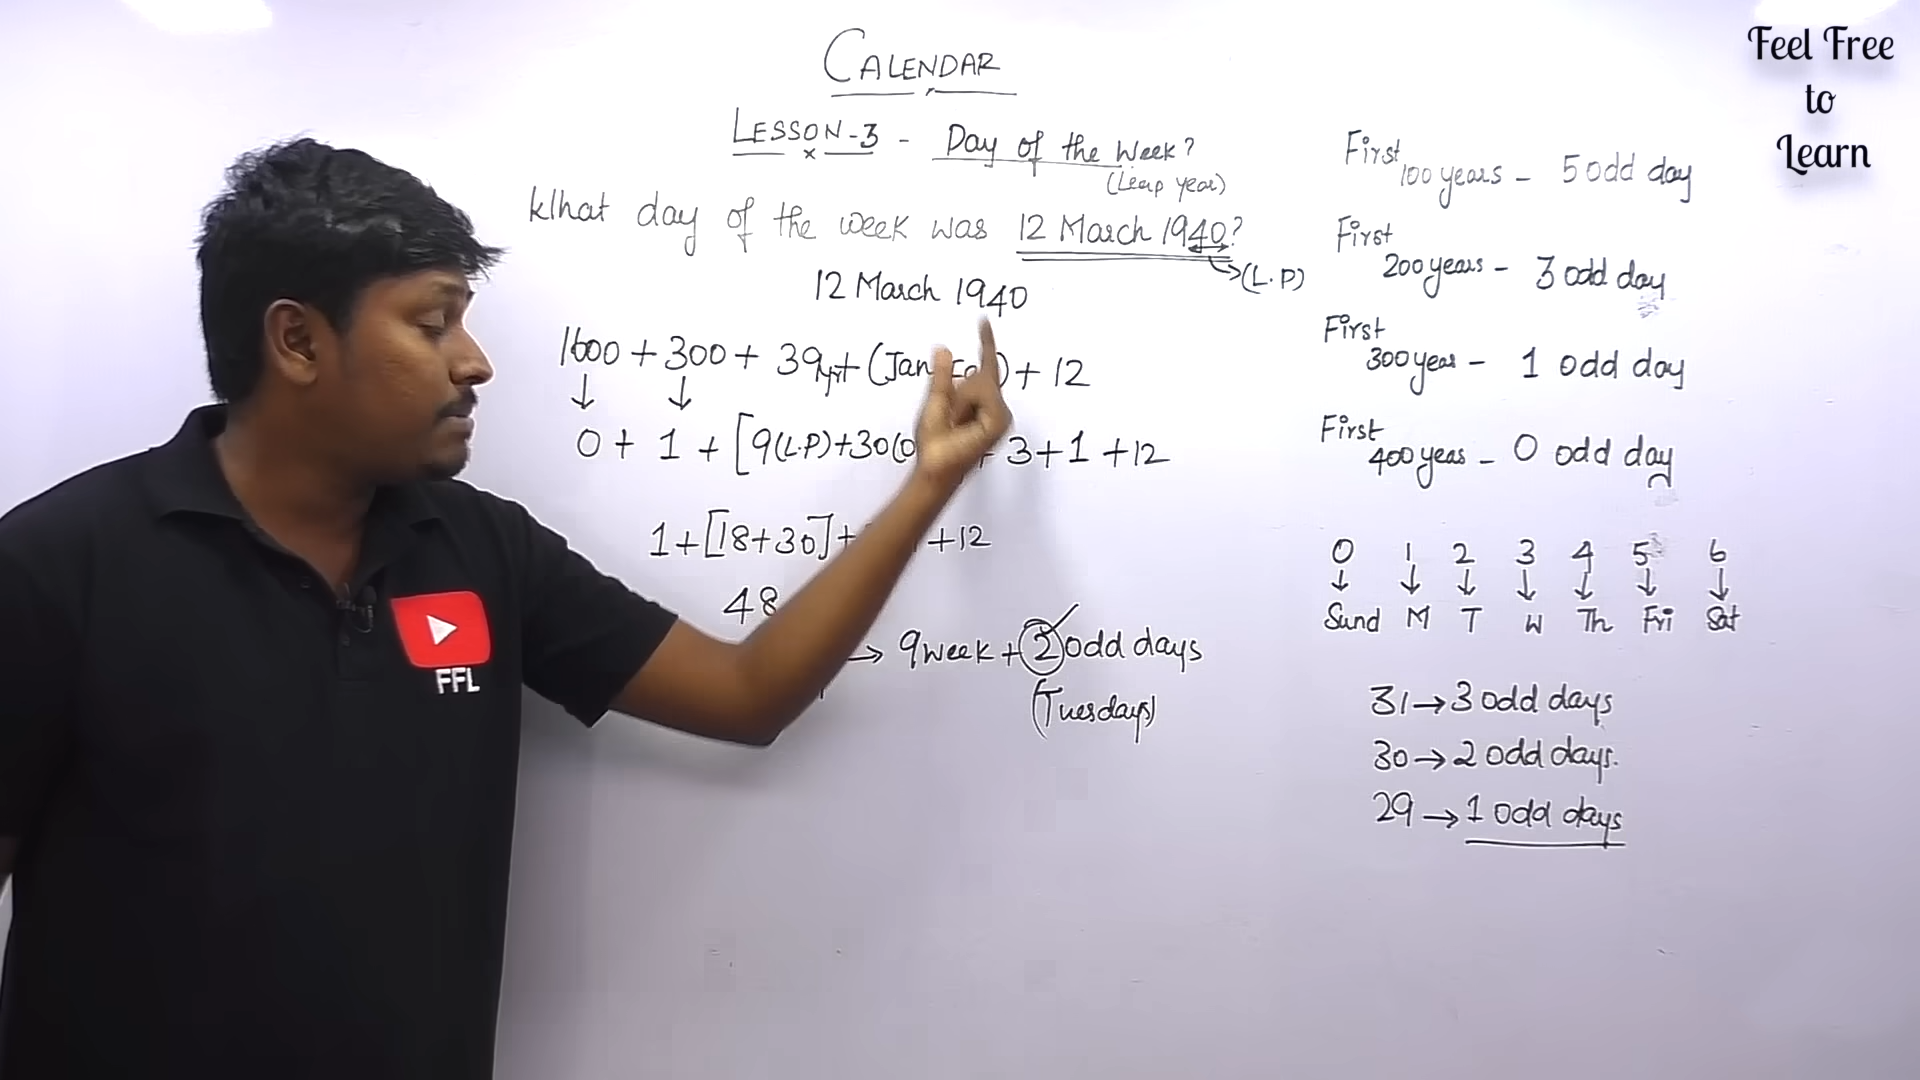 CALENDAR
LESSON-3 - Day of the Week?
(Leap year)
What day of the week was 12 March 1940?
(L.P)
12 March 1940
1600 + 300 + 39yr + (Jan ) + 12
0 + 1 + [9(L.P)+30(0 + 3+1+12
1+[18+30]+ +12
48
→ 9week + 2 odd days
(Tuesdays)
First
100 years - 5 odd day
First
200 years - 3 odd day
First
300 year - 1 odd day
First
400 yeas - 0 odd day
0 1 2 3 4 5 6
Sund M T W Th Fri Sat
31→3 odd days
30→2 odd days.
29→1 odd days
Feel Free
to
Learn
FFL